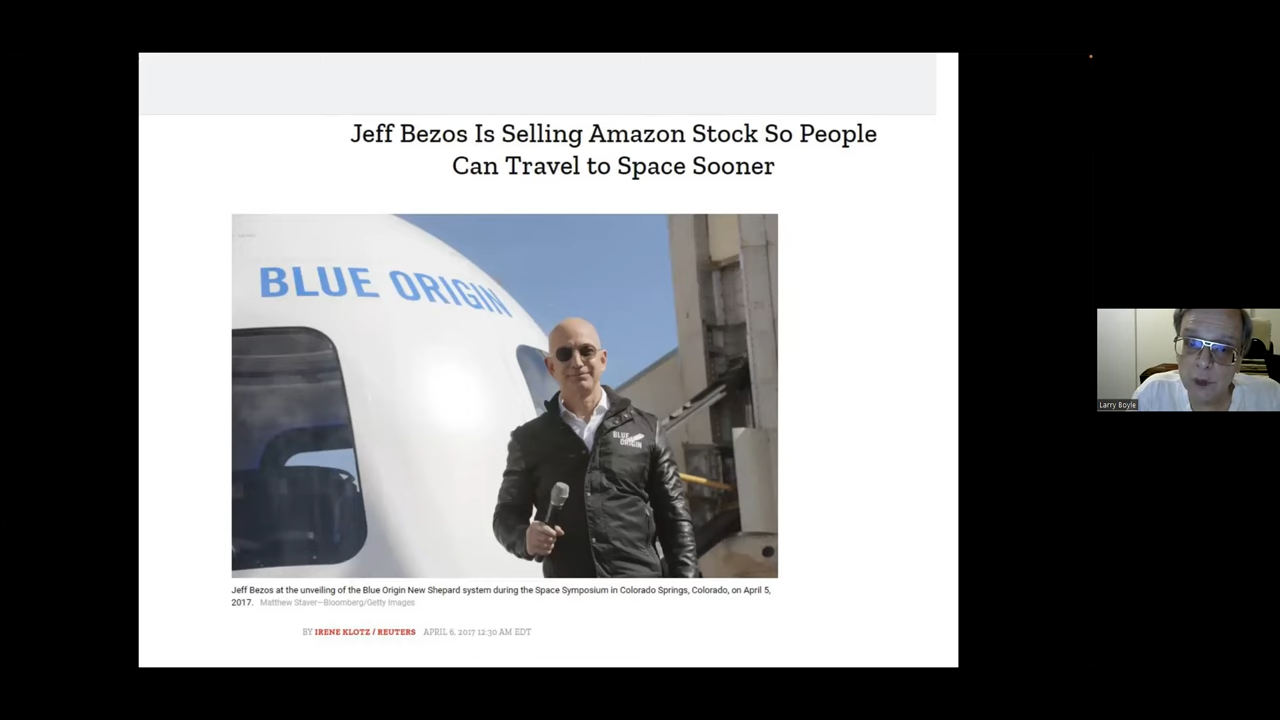 Jeff Bezos Is Selling Amazon Stock So People
Can Travel to Space Sooner
BLUE ORIGIN
BLUE
ORIGIN
Jeff Bezos at the unveiling of the Blue Origin New Shepard system during the Space Symposium in Colorado Springs, Colorado, on April 5,
2017. Matthew Staver—Bloomberg/Getty Images
BY IRENE KLOTZ / REUTERS APRIL 6, 2017 12:30 AM EDT
Larry Boyle